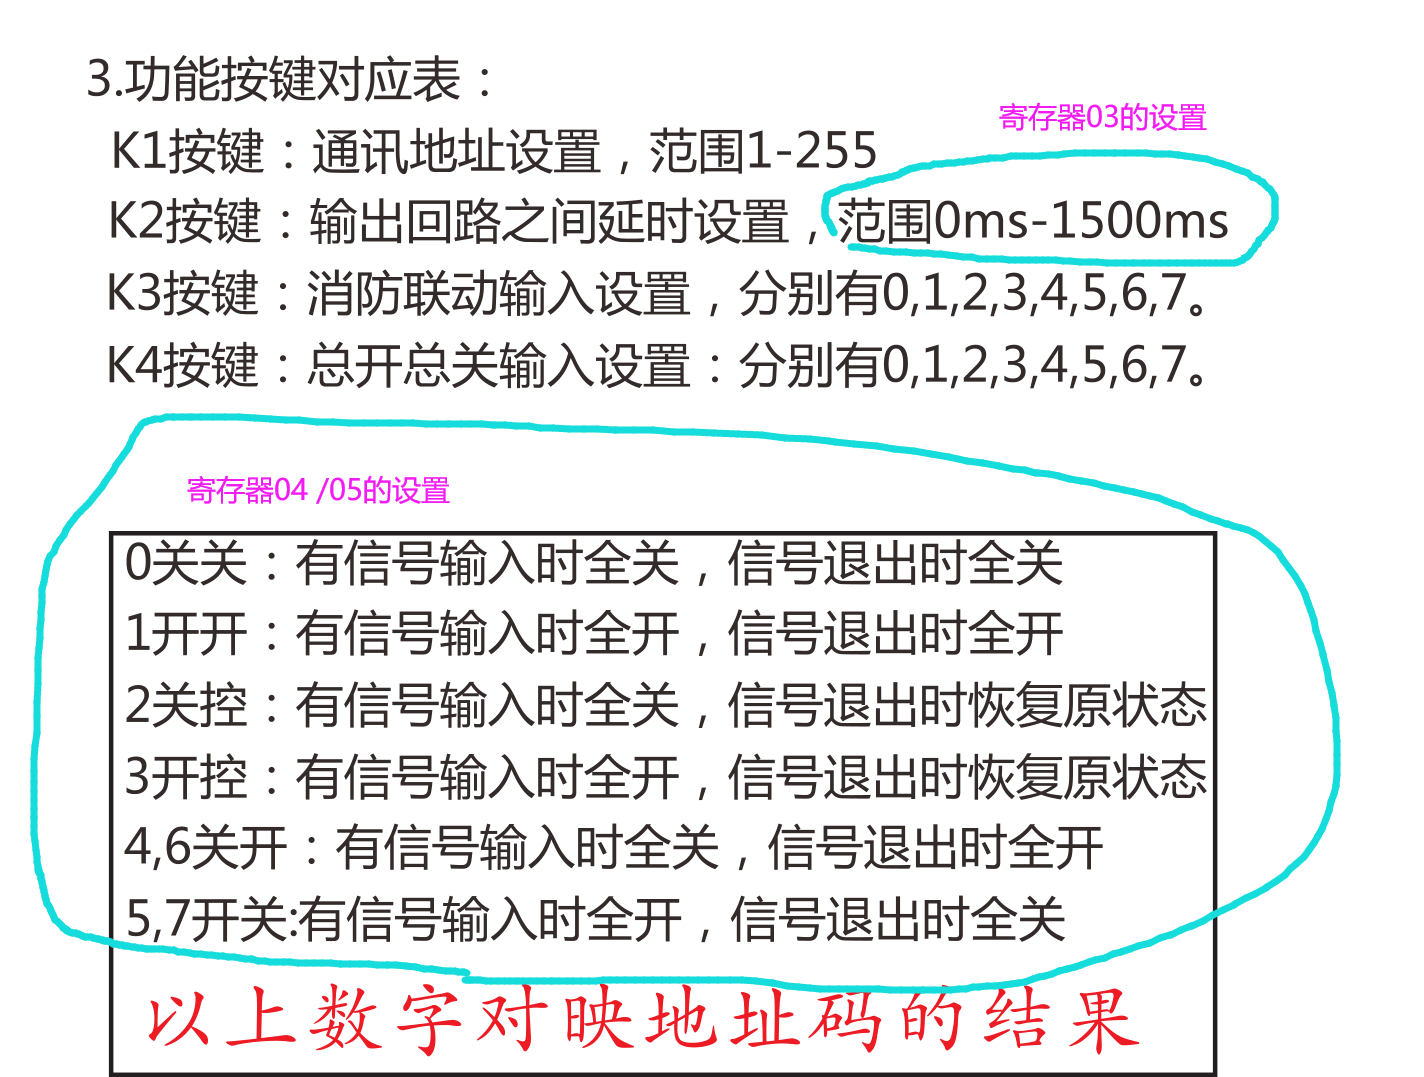 3.功能按键对应表：
寄存器03的设置
K1按键：通讯地址设置，范围1-255
K2按键：输出回路之间延时设置，范围0ms-1500ms
K3按键：消防联动输入设置，分别有0,1,2,3,4,5,6,7。
K4按键：总开总关输入设置：分别有0,1,2,3,4,5,6,7。
寄存器04 /05的设置
0关关：有信号输入时全关，信号退出时全关
1开开：有信号输入时全开，信号退出时全开
2关控：有信号输入时全关，信号退出时恢复原状态
3开控：有信号输入时全开，信号退出时恢复原状态
4,6关开：有信号输入时全关，信号退出时全开
5,7开关:有信号输入时全开，信号退出时全关
以上数字对映地址码的结果